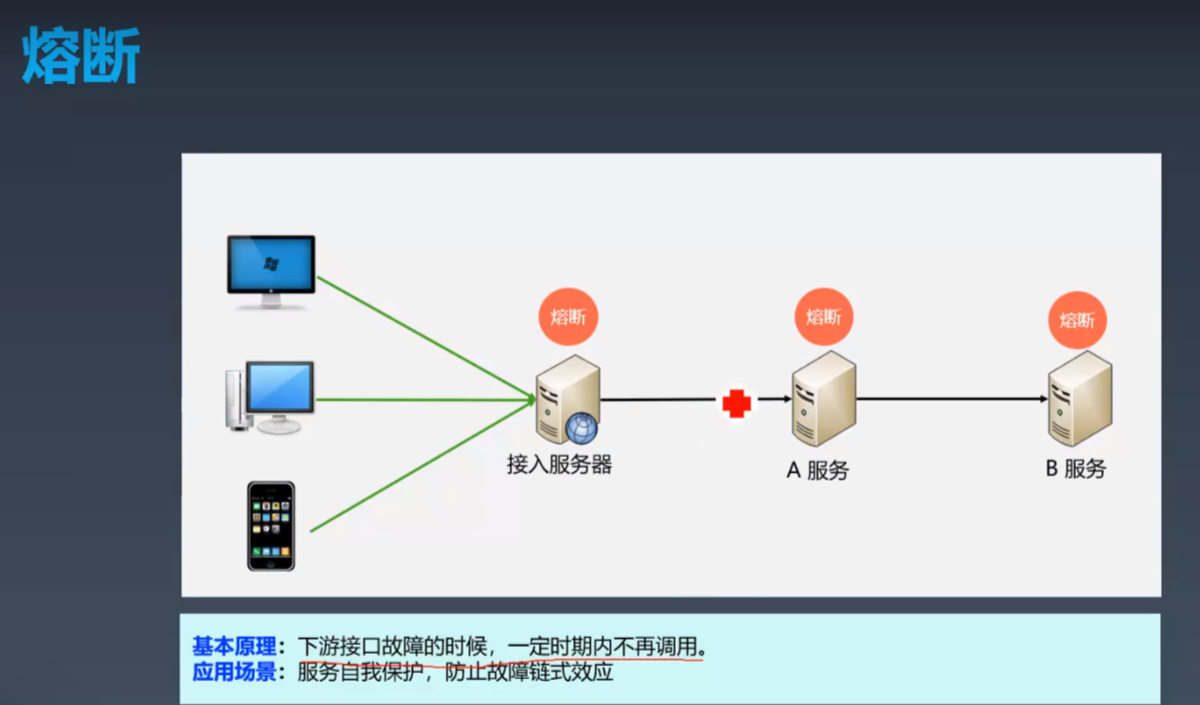 熔断
熔断
熔断
熔断
接入服务器
A 服务
B 服务
基本原理：下游接口故障的时候，一定时期内不再调用。
应用场景：服务自我保护，防止故障链式效应